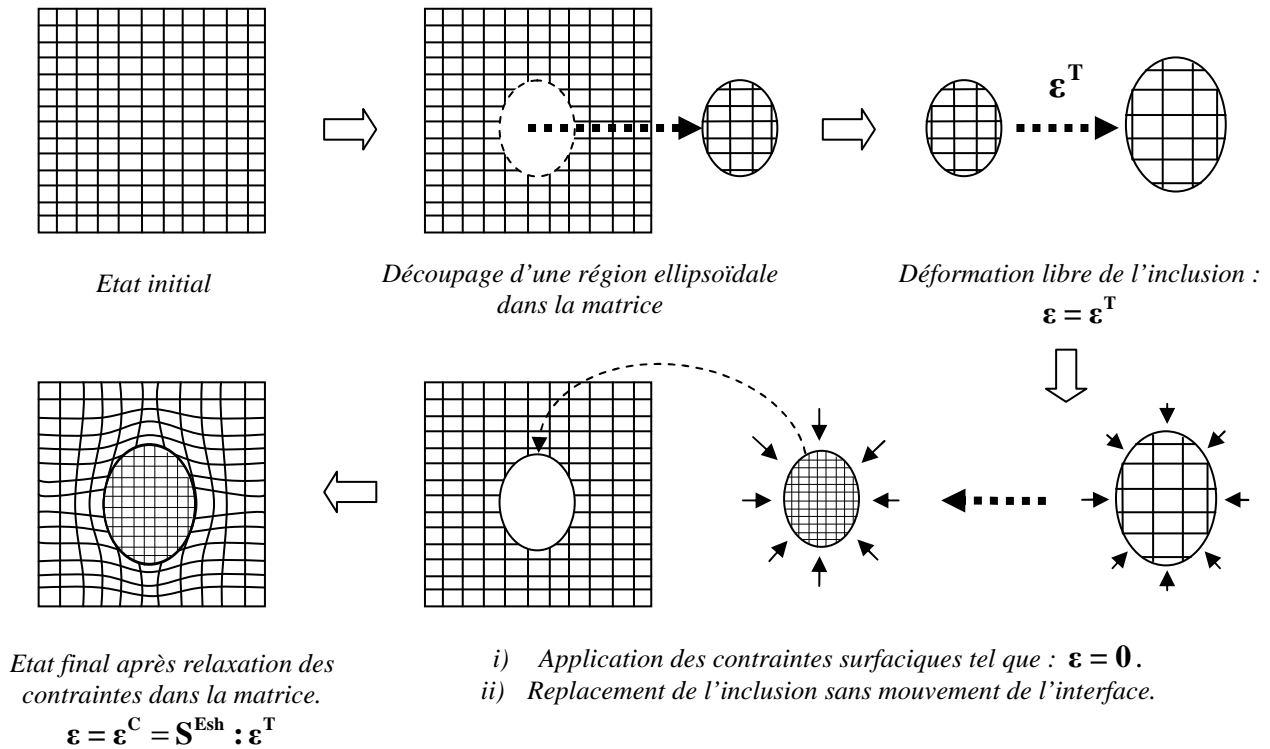 ε^T
Etat initial
Découpage d’une région ellipsoïdale
dans la matrice
Déformation libre de l’inclusion :
ε = ε^T
Etat final après relaxation des
contraintes dans la matrice.
ε = ε^C = S^Esh : ε^T
i) Application des contraintes surfaciques tel que : ε = 0.
ii) Replacement de l’inclusion sans mouvement de l’interface.